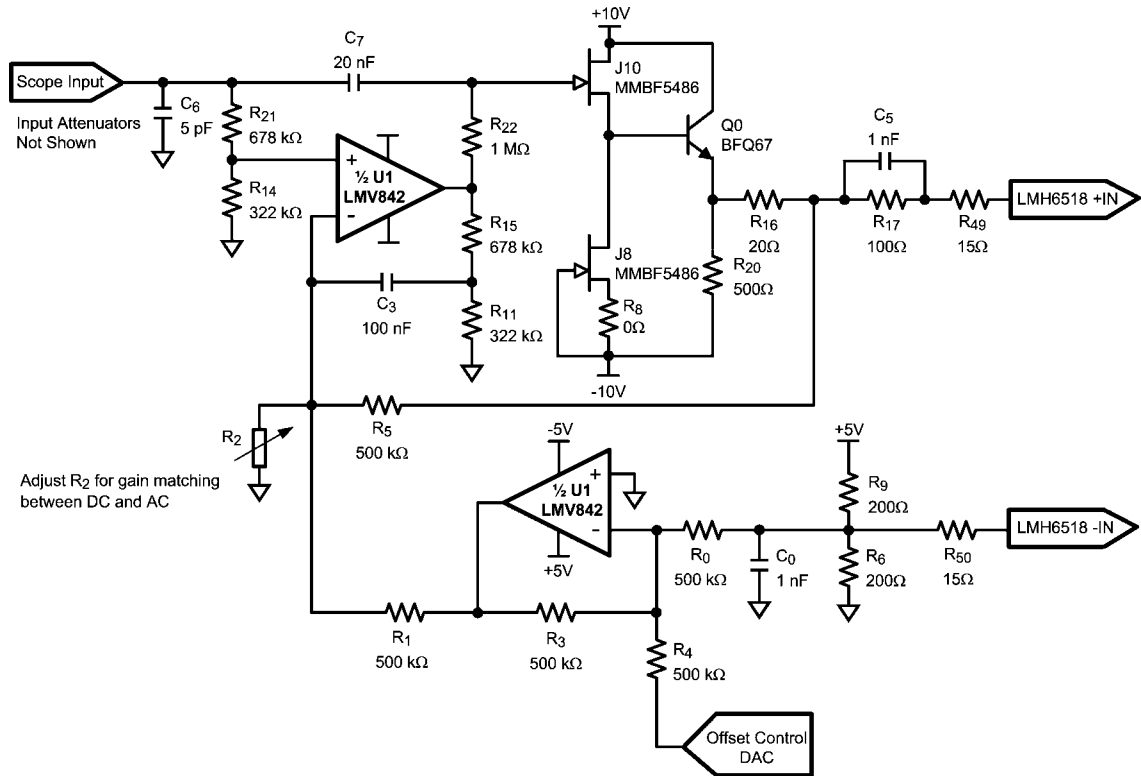 +10V
C7
20 nF
J10
MMBF5486
Scope Input
C6
5 pF
Input Attenuators
Not Shown
R21
678 kΩ
R22
1 MΩ
Q0
BFQ67
C5
1 nF
+
½ U1
LMV842
-
R14
322 kΩ
R15
678 kΩ
R16
20Ω
R17
100Ω
R49
15Ω
LMH6518 +IN
J8
MMBF5486
R20
500Ω
C3
100 nF
R11
322 kΩ
R8
0Ω
-10V
R2
R5
500 kΩ
Adjust R2 for gain matching
between DC and AC
-5V
+
½ U1
LMV842
-
+5V
+5V
R9
200Ω
R0
500 kΩ
C0
1 nF
R6
200Ω
R50
15Ω
LMH6518 -IN
R1
500 kΩ
R3
500 kΩ
R4
500 kΩ
Offset Control
DAC